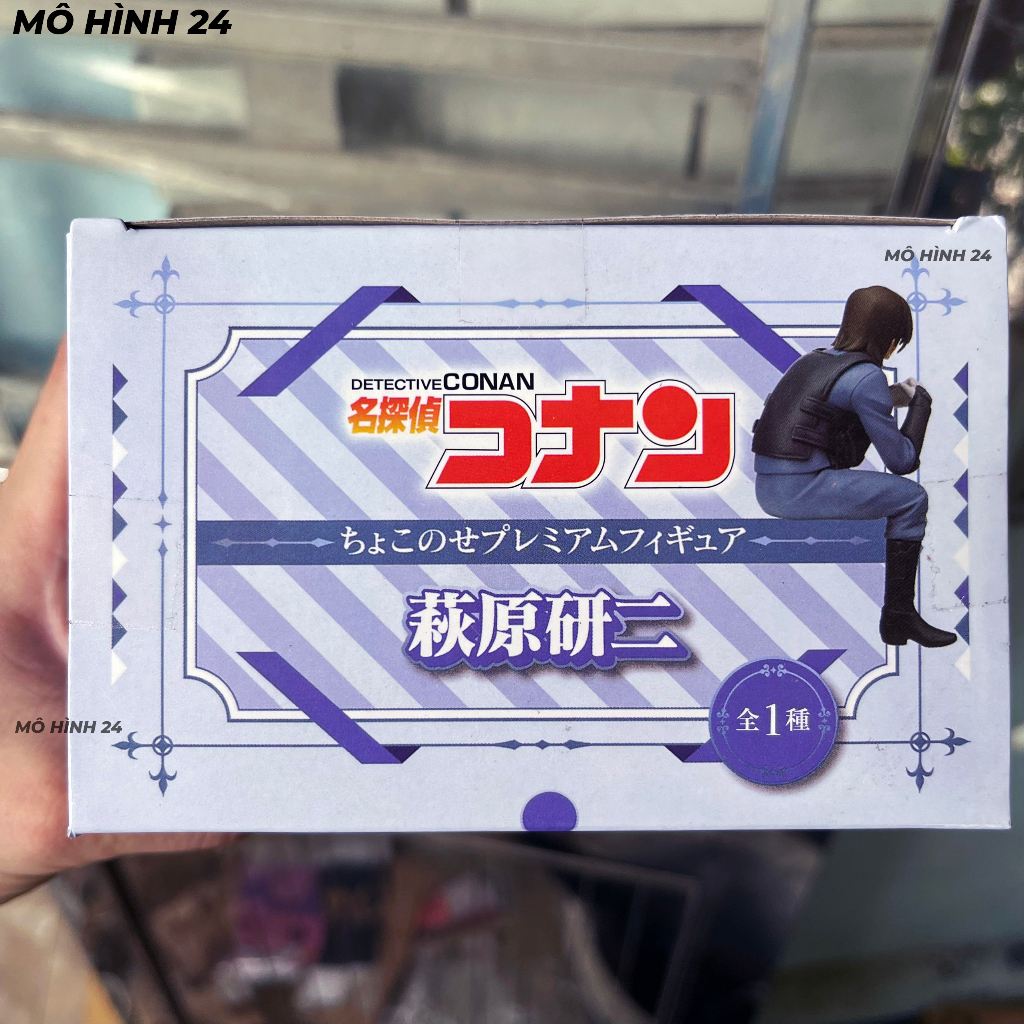 MÔ HÌNH 24
MÔ HÌNH 24
DETECTIVE CONAN
名探偵コナン
ちょこのせプレミアムフィギュア
萩原研二
全1種
MÔ HÌNH 24